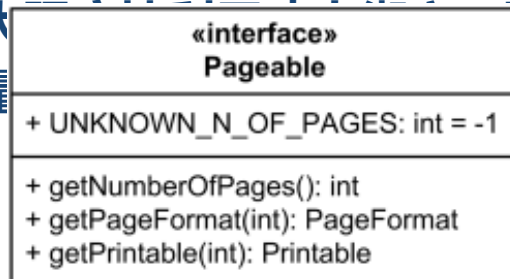 «interface»
Pageable
+ UNKNOWN_N_OF_PAGES: int = -1
+ getNumberOfPages(): int
+ getPageFormat(int): PageFormat
+ getPrintable(int): Printable